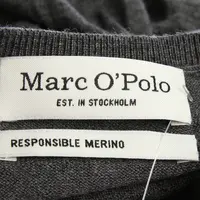 Marc O'Polo
EST. IN STOCKHOLM
RESPONSIBLE MERINO